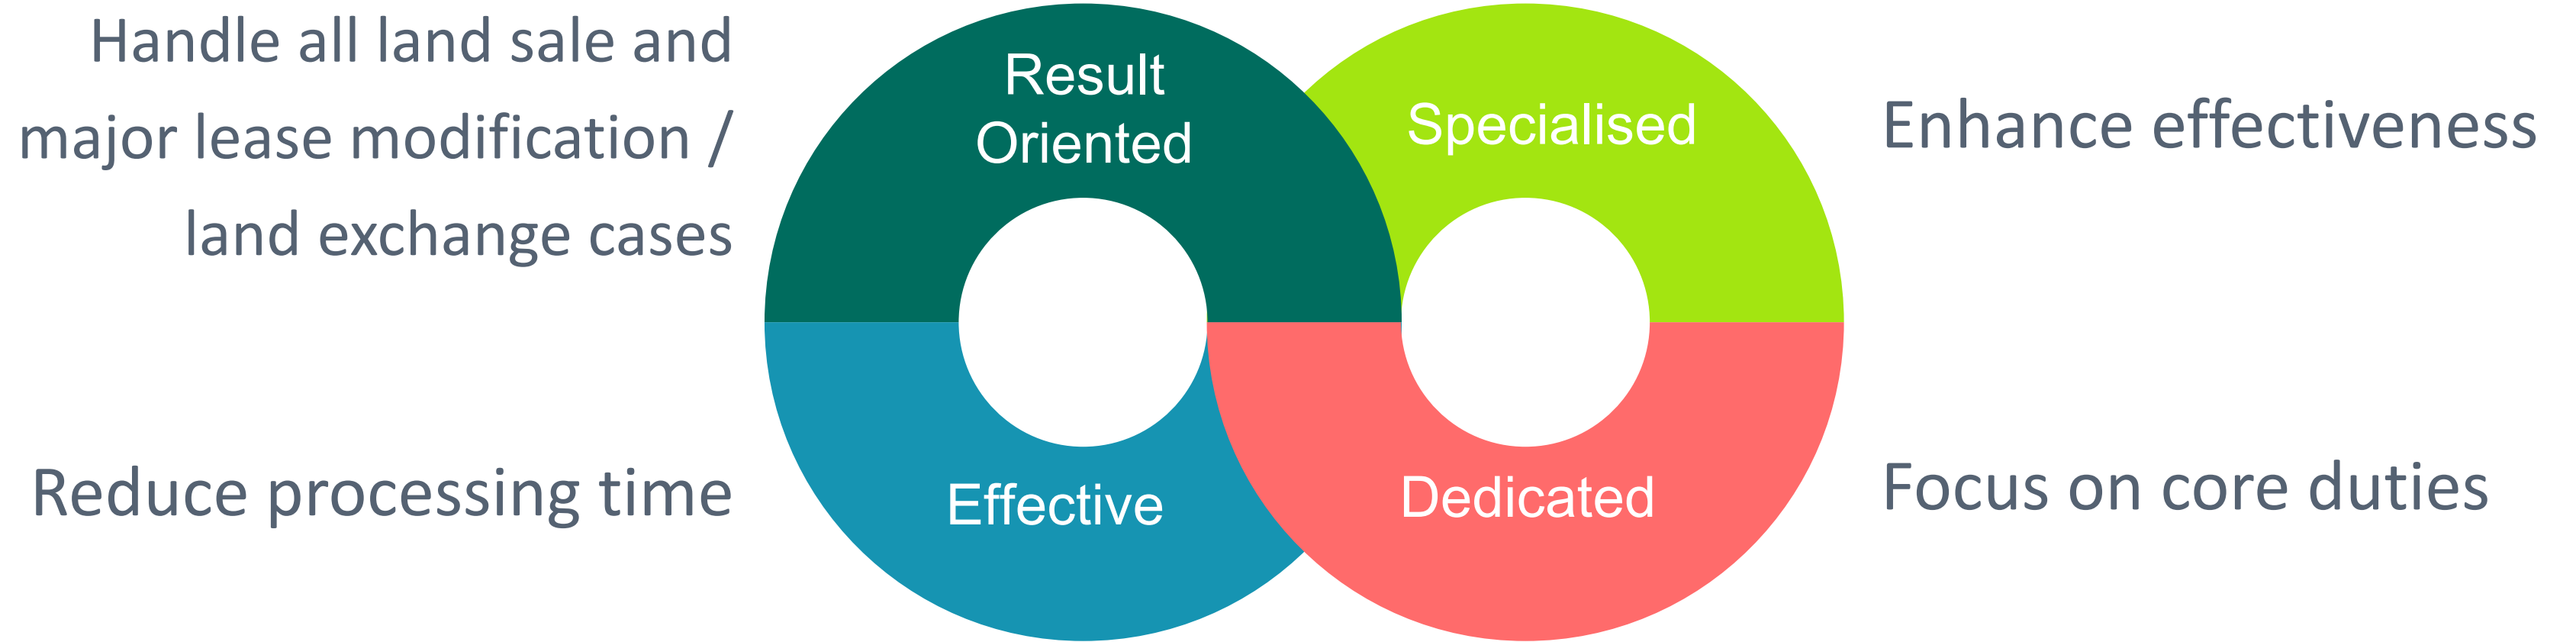 Handle all land sale and
major lease modification /
land exchange cases
Result
Oriented
Specialised
Enhance effectiveness
Reduce processing time
Effective
Dedicated
Focus on core duties